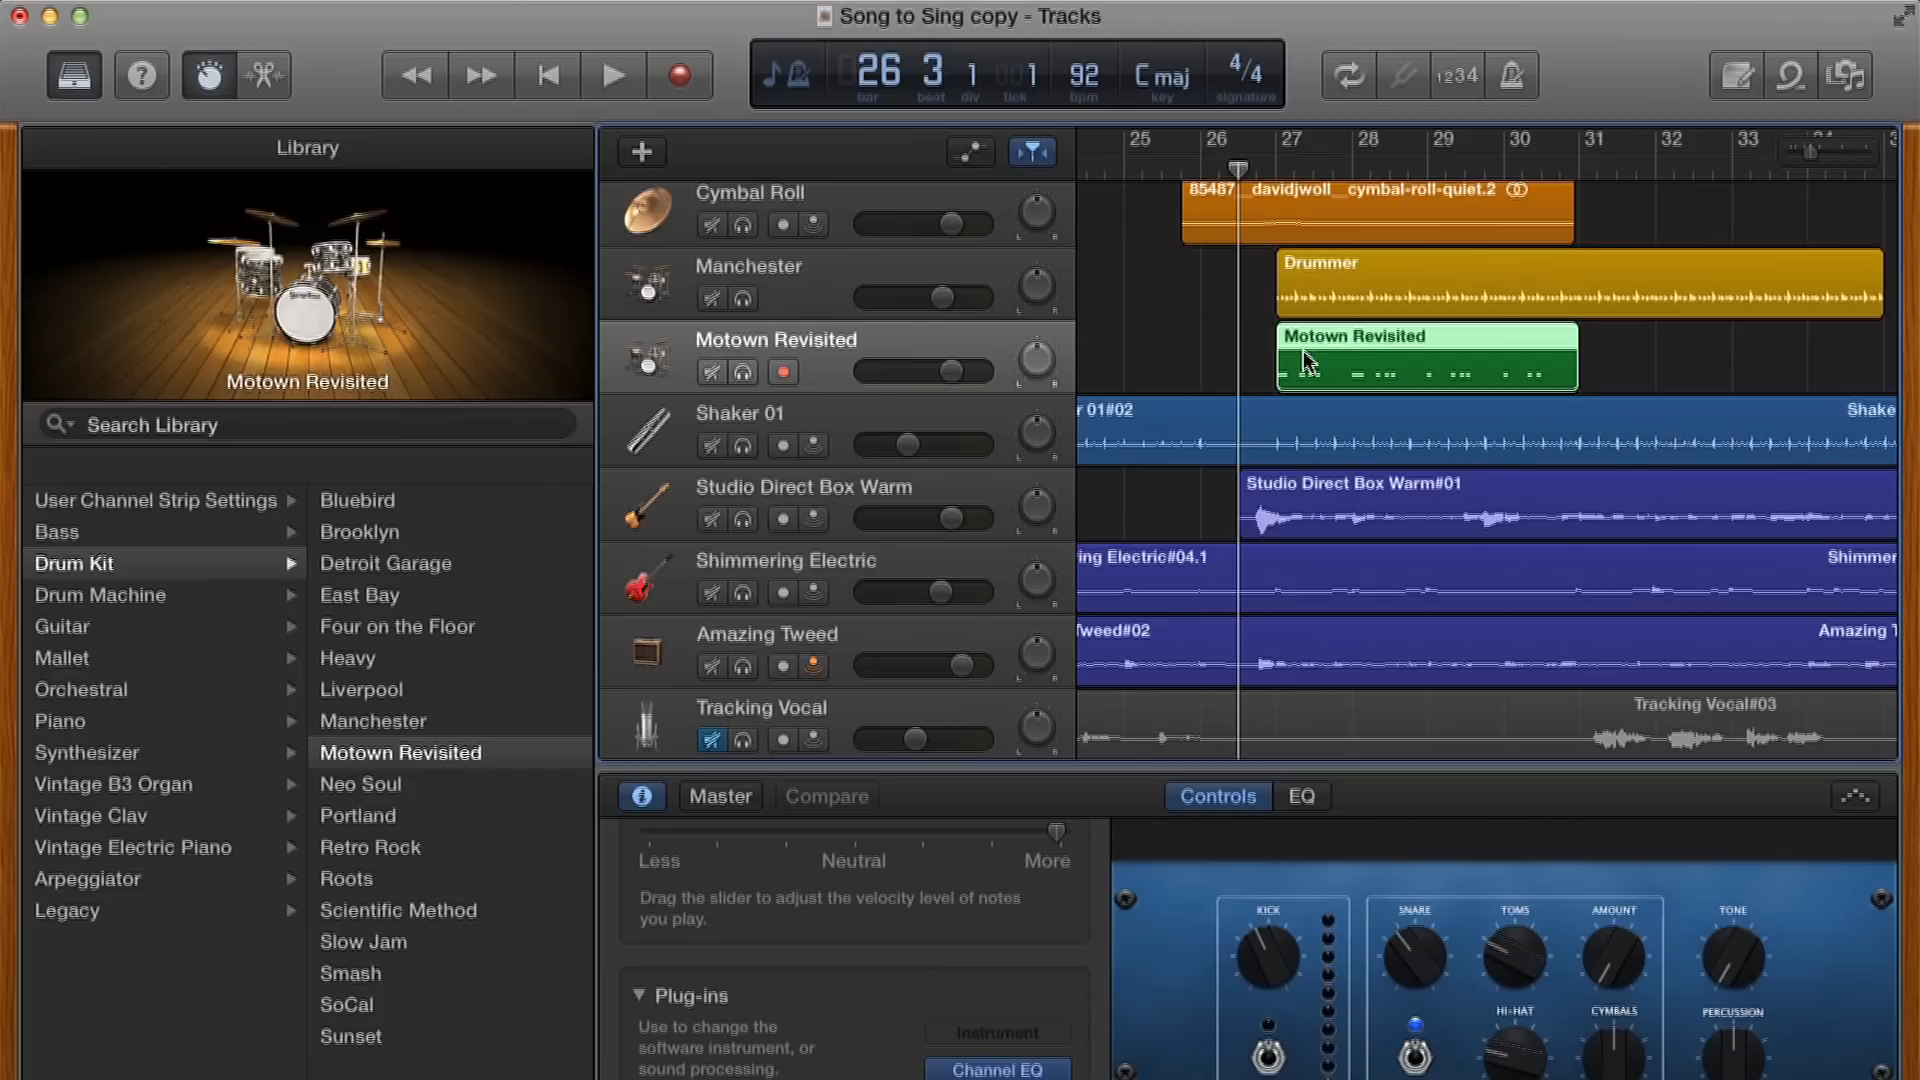 Song to Sing copy - Tracks
26 3 1 1 92 C maj 4/4
bar beat div tick bpm key signature
1234
Library
25 26 27 28 29 30 31 32 33 34
Motown Revisited
Search Library
User Channel Strip Settings
Bass
Drum Kit
Drum Machine
Guitar
Mallet
Orchestral
Piano
Synthesizer
Vintage B3 Organ
Vintage Clav
Vintage Electric Piano
Arpeggiator
Legacy
Bluebird
Brooklyn
Detroit Garage
East Bay
Four on the Floor
Heavy
Liverpool
Manchester
Motown Revisited
Neo Soul
Portland
Retro Rock
Roots
Scientific Method
Slow Jam
Smash
SoCal
Sunset
Cymbal Roll
L R
85487__davidjwoll__cymbal-roll-quiet.2
Manchester
L R
Drummer
Motown Revisited
L R
Motown Revisited
Shaker 01
L R
r 01#02
Shake
Studio Direct Box Warm
L R
Studio Direct Box Warm#01
Shimmering Electric
L R
ing Electric#04.1
Shimmer
Amazing Tweed
L R
Tweed#02
Amazing T
Tracking Vocal
L R
Tracking Vocal#03
Master
Compare
Controls
EQ
Less
Neutral
More
Drag the slider to adjust the velocity level of notes
you play.
Plug-ins
Use to change the
software instrument, or
sound processing.
Instrument
Channel EQ
KICK
SNARE
TOMS
AMOUNT
TONE
HI-HAT
CYMBALS
PERCUSSION